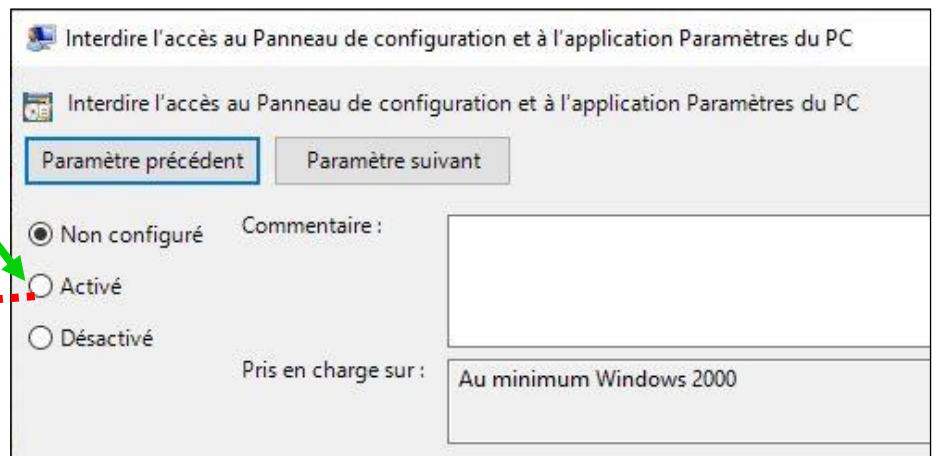 Interdire l'accès au Panneau de configuration et à l'application Paramètres du PC
Interdire l'accès au Panneau de configuration et à l'application Paramètres du PC
Paramètre précédent Paramètre suivant
Non configuré Commentaire :
Activé
Désactivé
Pris en charge sur : Au minimum Windows 2000